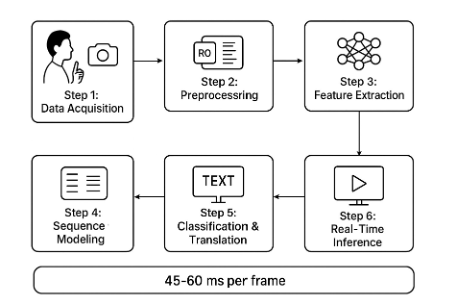 Step 1:
Data Acquisition
RO
Step 2:
Preprocessring
Step 3:
Feature Extraction
Step 4:
Sequence
Modeling
TEXT
Step 5:
Classification &
Translation
Step 6:
Real-Time
Inference
45-60 ms per frame